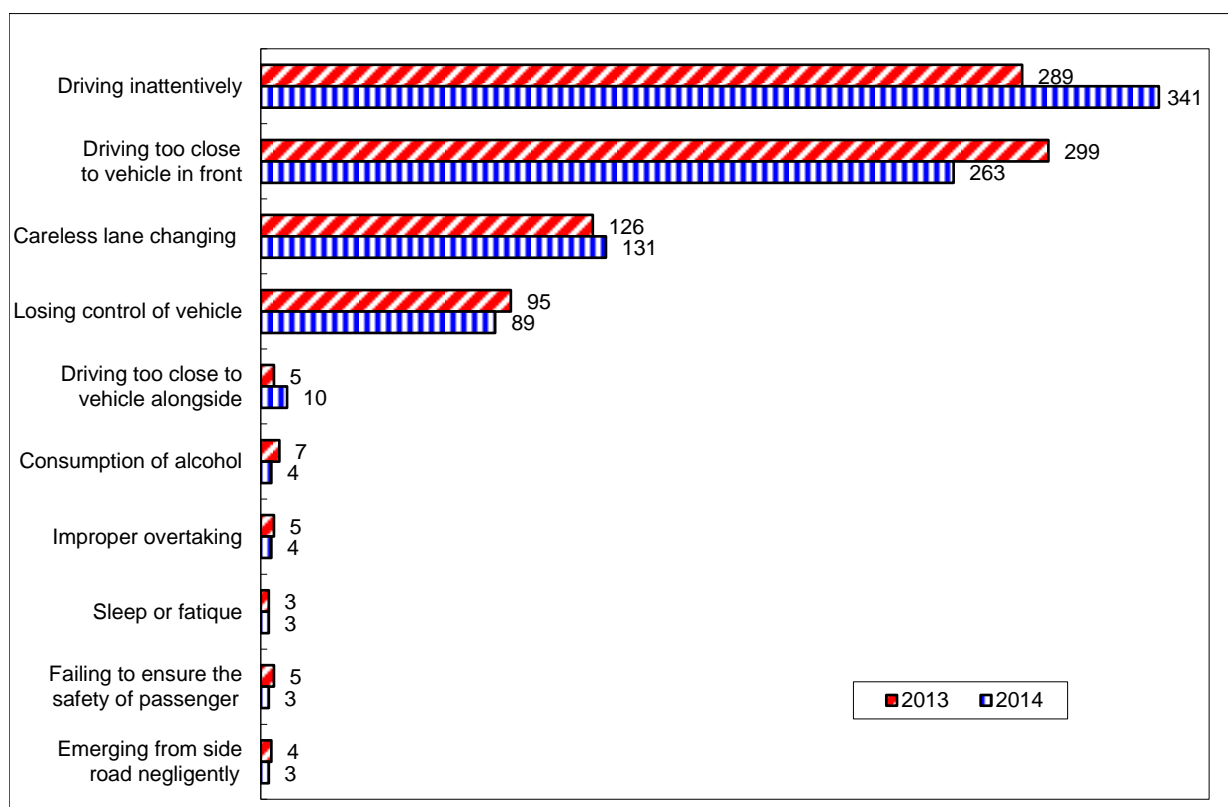 Driving inattentively
289
341
Driving too close
to vehicle in front
299
263
Careless lane changing
126
131
Losing control of vehicle
95
89
Driving too close to
vehicle alongside
5
10
Consumption of alcohol
7
4
Improper overtaking
5
4
Sleep or fatique
3
3
Failing to ensure the
safety of passenger
5
3
Emerging from side
road negligently
4
3
2013 2014